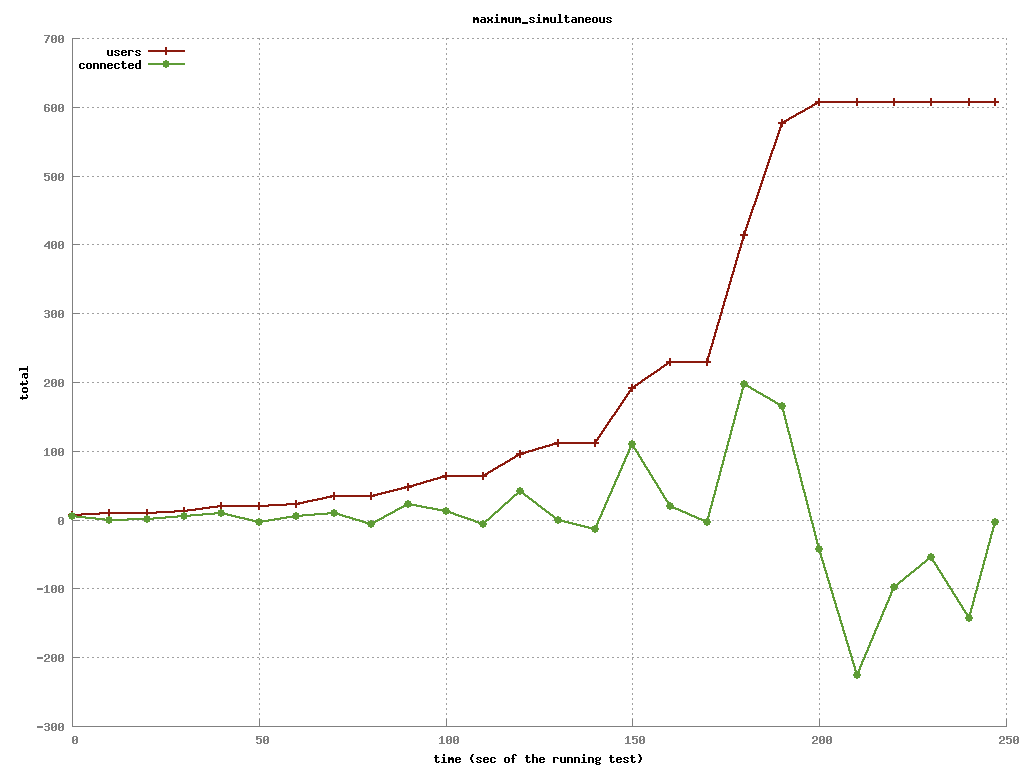 maximum_simultaneous
700
users
connected
600
500
400
300
200
100
0
-100
-200
-300
total
0 50 100 150 200 250
time (sec of the running test)